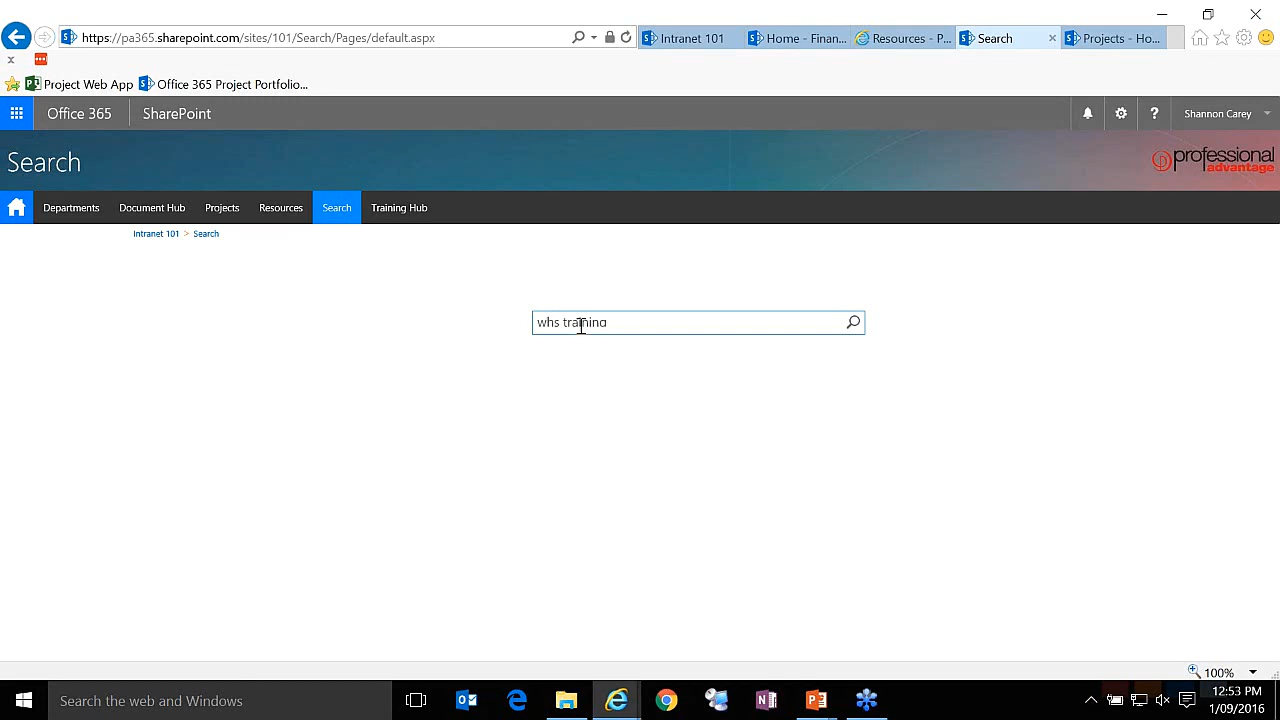 https://pa365.sharepoint.com/sites/101/Search/Pages/default.aspx
Intranet 101
Home - Finan...
Resources - P...
Search
Projects - Ho...
Project Web App
Office 365 Project Portfolio...
Office 365
SharePoint
Shannon Carey
Search
professional
advantage
Departments
Document Hub
Projects
Resources
Search
Training Hub
Intranet 101 > Search
whs training
100%
Search the web and Windows
12:53 PM
1/09/2016